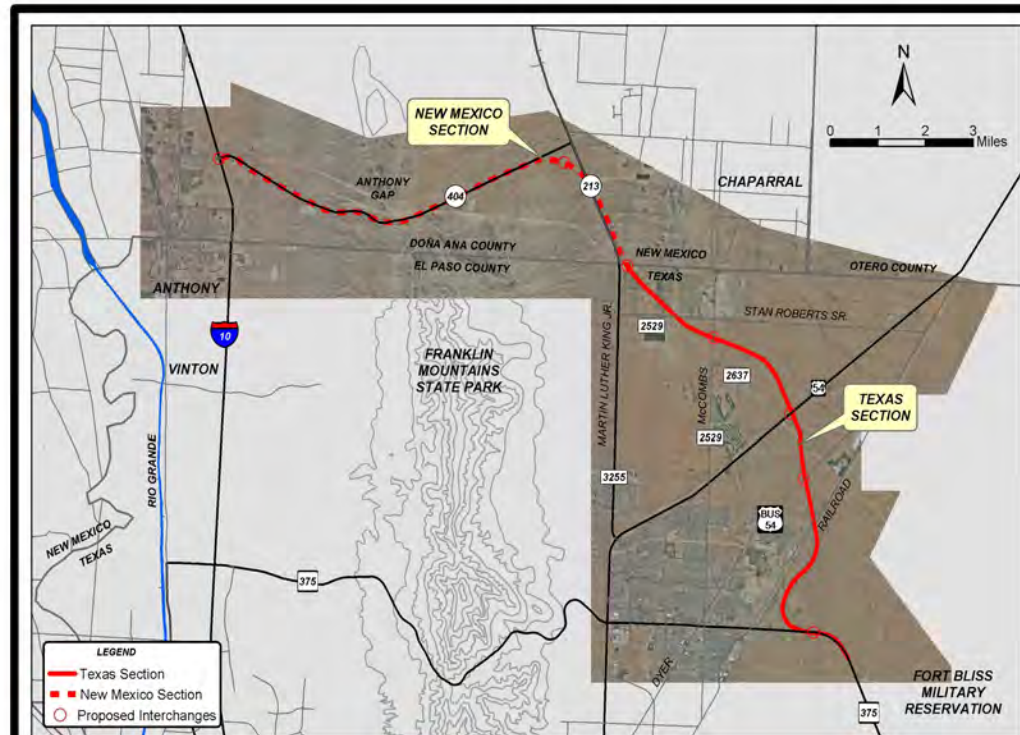 N
0 1 2 3
Miles
NEW MEXICO
SECTION
CHAPARRAL
ANTHONY
GAP
404
213
DOÑA ANA COUNTY
EL PASO COUNTY
NEW MEXICO
TEXAS
OTERO COUNTY
ANTHONY
STAN ROBERTS SR.
2529
10
VINTON
FRANKLIN
MOUNTAINS
STATE PARK
MARTIN LUTHER KING JR.
2637
54
McCOMBS
TEXAS
SECTION
2529
RIO GRANDE
3255
RAILROAD
BUS
54
NEW MEXICO
TEXAS
375
DYER
FORT BLISS
MILITARY
RESERVATION
375
LEGEND
Texas Section
New Mexico Section
Proposed Interchanges